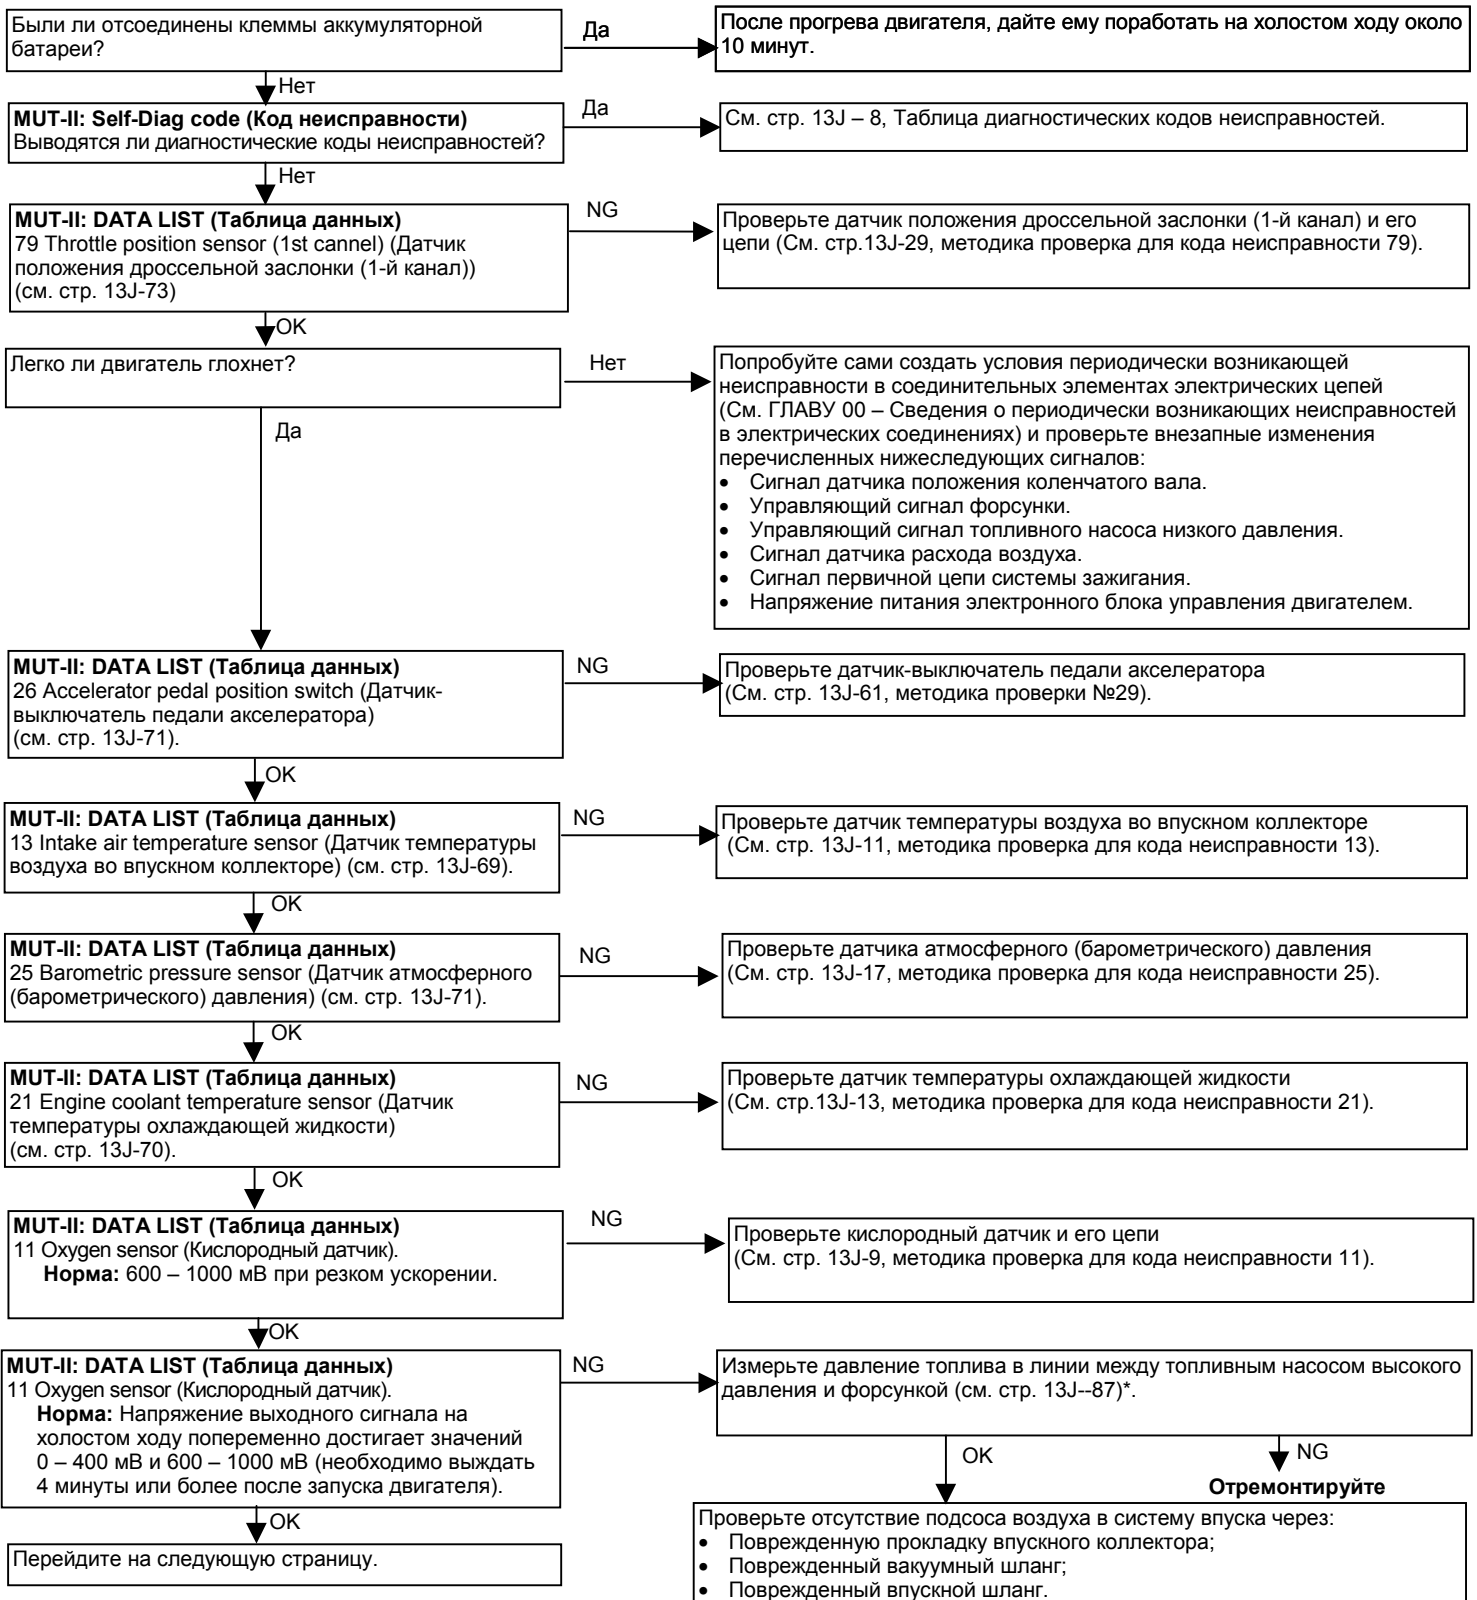 Были ли отсоединены клеммы аккумуляторной
батареи?
Да
После прогрева двигателя, дайте ему поработать на холостом ходу около
10 минут.
Нет
MUT-II: Self-Diag code (Код неисправности)
Выводятся ли диагностические коды неисправностей?
Да
См. стр. 13J – 8, Таблица диагностических кодов неисправностей.
Нет
MUT-II: DATA LIST (Таблица данных)
79 Throttle position sensor (1st cannel) (Датчик
положения дроссельной заслонки (1-й канал))
(см. стр. 13J-73)
NG
Проверьте датчик положения дроссельной заслонки (1-й канал) и его
цепи (См. стр.13J-29, методика проверка для кода неисправности 79).
OK
Легко ли двигатель глохнет?
Нет
Попробуйте сами создать условия периодически возникающей
неисправности в соединительных элементах электрических цепей
(См. ГЛАВУ 00 – Сведения о периодически возникающих неисправностей
в электрических соединениях) и проверьте внезапные изменения
перечисленных нижеследующих сигналов:
• Сигнал датчика положения коленчатого вала.
• Управляющий сигнал форсунки.
• Управляющий сигнал топливного насоса низкого давления.
• Сигнал датчика расхода воздуха.
• Сигнал первичной цепи системы зажигания.
• Напряжение питания электронного блока управления двигателем.
Да
MUT-II: DATA LIST (Таблица данных)
26 Accelerator pedal position switch (Датчик-
выключатель педали акселератора)
(см. стр. 13J-71).
NG
Проверьте датчик-выключатель педали акселератора
(См. стр. 13J-61, методика проверки №29).
OK
MUT-II: DATA LIST (Таблица данных)
13 Intake air temperature sensor (Датчик температуры
воздуха во впускном коллекторе) (см. стр. 13J-69).
NG
Проверьте датчик температуры воздуха во впускном коллекторе
(См. стр. 13J-11, методика проверка для кода неисправности 13).
OK
MUT-II: DATA LIST (Таблица данных)
25 Barometric pressure sensor (Датчик атмосферного
(барометрического) давления) (см. стр. 13J-71).
NG
Проверьте датчика атмосферного (барометрического) давления
(См. стр. 13J-17, методика проверка для кода неисправности 25).
OK
MUT-II: DATA LIST (Таблица данных)
21 Engine coolant temperature sensor (Датчик
температуры охлаждающей жидкости)
(см. стр. 13J-70).
NG
Проверьте датчик температуры охлаждающей жидкости
(См. стр.13J-13, методика проверка для кода неисправности 21).
OK
MUT-II: DATA LIST (Таблица данных)
11 Oxygen sensor (Кислородный датчик).
Норма: 600 – 1000 мВ при резком ускорении.
NG
Проверьте кислородный датчик и его цепи
(См. стр. 13J-9, методика проверка для кода неисправности 11).
OK
MUT-II: DATA LIST (Таблица данных)
11 Oxygen sensor (Кислородный датчик).
Норма: Напряжение выходного сигнала на
холостом ходу попеременно достигает значений
0 – 400 мВ и 600 – 1000 мВ (необходимо выждать
4 минуты или более после запуска двигателя).
NG
Измерьте давление топлива в линии между топливным насосом высокого
давления и форсункой (см. стр. 13J--87)*.
OK
NG
Отремонтируйте
OK
Перейдите на следующую страницу.
Проверьте отсутствие подсоса воздуха в систему впуска через:
• Поврежденную прокладку впускного коллектора;
• Поврежденный вакуумный шланг;
• Поврежденный впускной шланг.